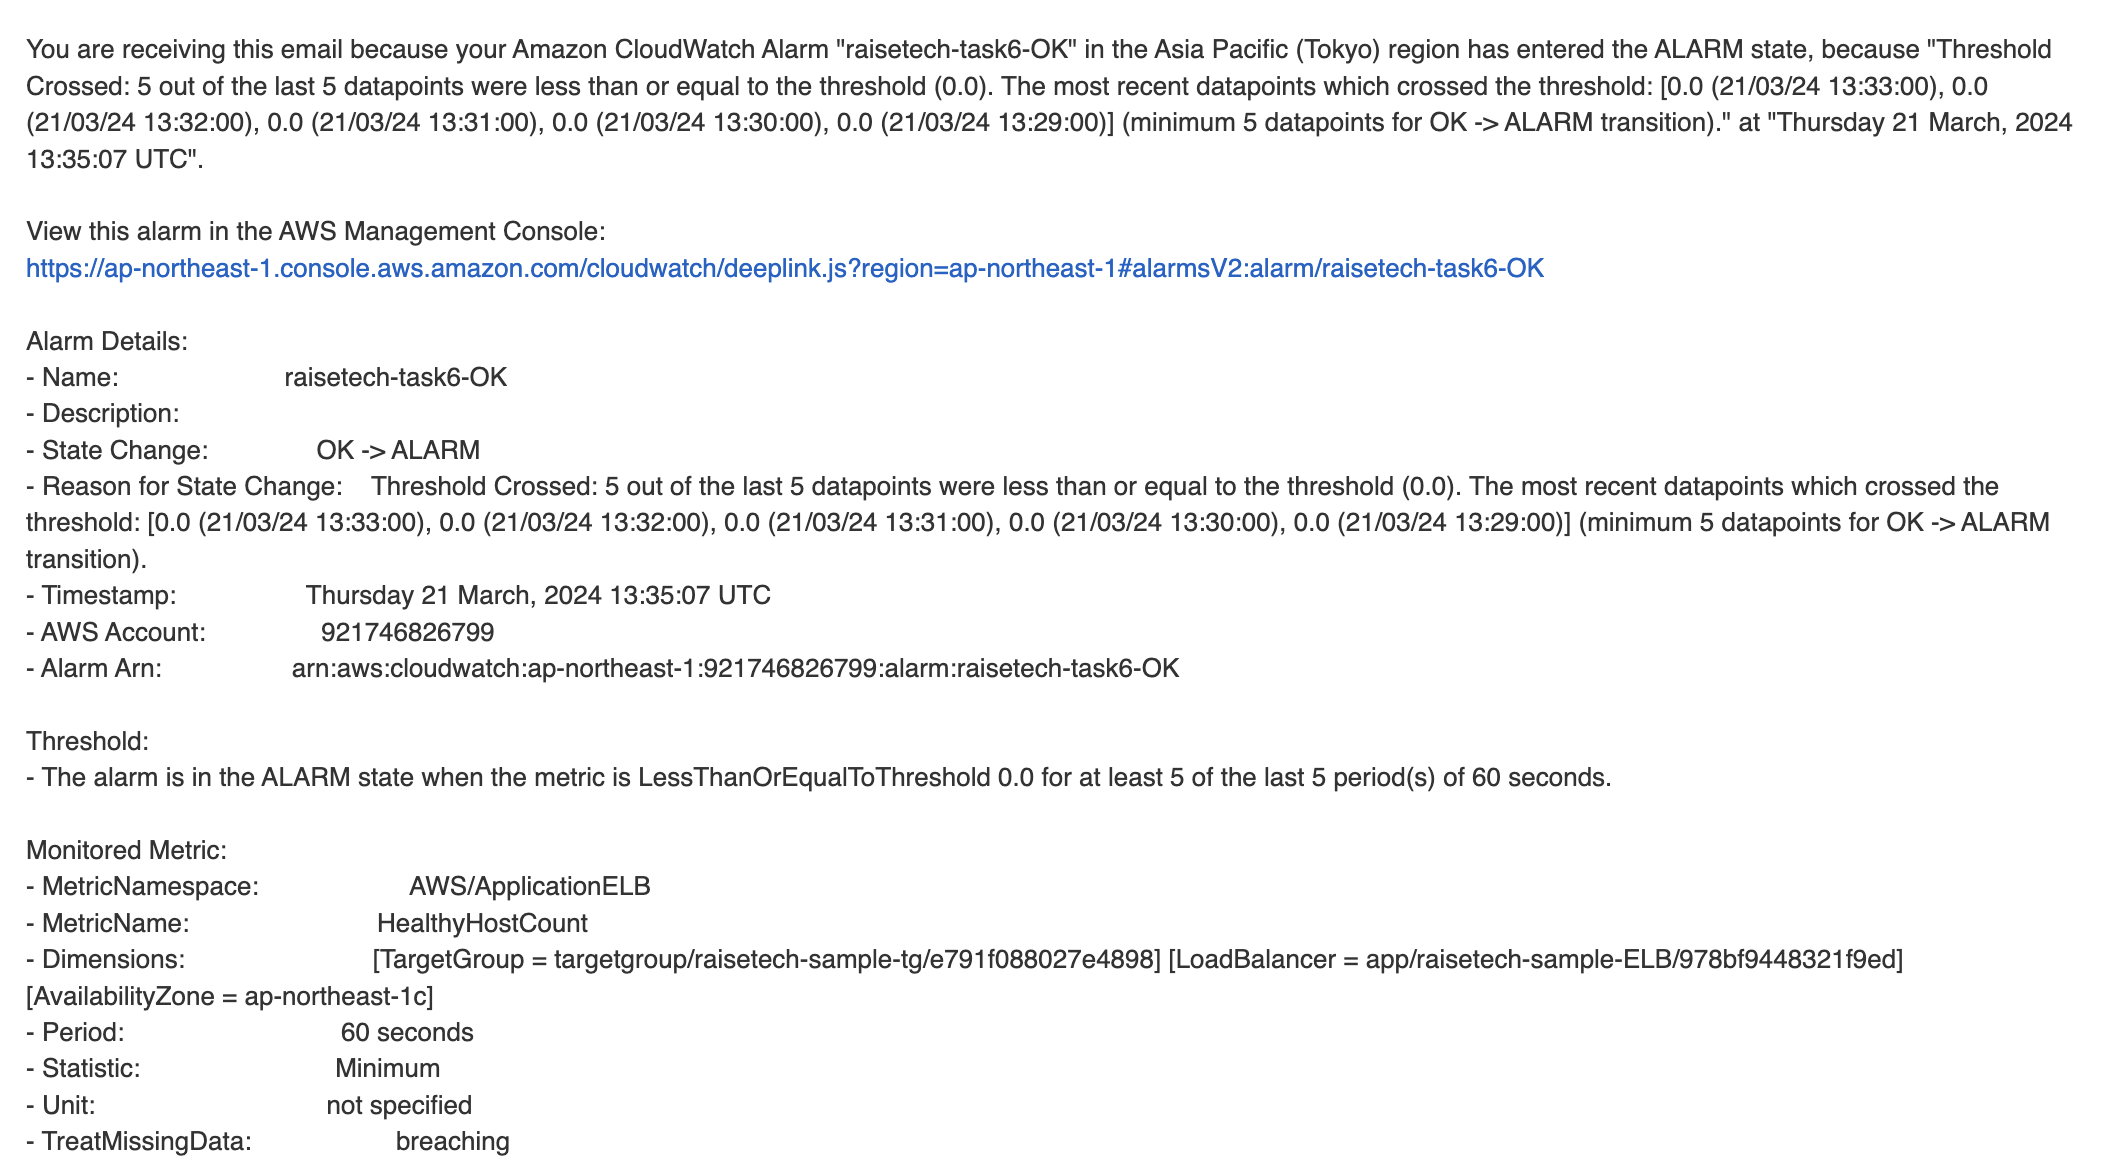 You are receiving this email because your Amazon CloudWatch Alarm "raisetech-task6-OK" in the Asia Pacific (Tokyo) region has entered the ALARM state, because "Threshold
Crossed: 5 out of the last 5 datapoints were less than or equal to the threshold (0.0). The most recent datapoints which crossed the threshold: [0.0 (21/03/24 13:33:00), 0.0
(21/03/24 13:32:00), 0.0 (21/03/24 13:31:00), 0.0 (21/03/24 13:30:00), 0.0 (21/03/24 13:29:00)] (minimum 5 datapoints for OK -> ALARM transition)." at "Thursday 21 March, 2024
13:35:07 UTC".
View this alarm in the AWS Management Console:
https://ap-northeast-1.console.aws.amazon.com/cloudwatch/deeplink.js?region=ap-northeast-1#alarmsV2:alarm/raisetech-task6-OK
Alarm Details:
- Name: raisetech-task6-OK
- Description:
- State Change: OK -> ALARM
- Reason for State Change: Threshold Crossed: 5 out of the last 5 datapoints were less than or equal to the threshold (0.0). The most recent datapoints which crossed the
threshold: [0.0 (21/03/24 13:33:00), 0.0 (21/03/24 13:32:00), 0.0 (21/03/24 13:31:00), 0.0 (21/03/24 13:30:00), 0.0 (21/03/24 13:29:00)] (minimum 5 datapoints for OK -> ALARM
transition).
- Timestamp: Thursday 21 March, 2024 13:35:07 UTC
- AWS Account: 921746826799
- Alarm Arn: arn:aws:cloudwatch:ap-northeast-1:921746826799:alarm:raisetech-task6-OK
Threshold:
- The alarm is in the ALARM state when the metric is LessThanOrEqualToThreshold 0.0 for at least 5 of the last 5 period(s) of 60 seconds.
Monitored Metric:
- MetricNamespace: AWS/ApplicationELB
- MetricName: HealthyHostCount
- Dimensions: [TargetGroup = targetgroup/raisetech-sample-tg/e791f088027e4898] [LoadBalancer = app/raisetech-sample-ELB/978bf9448321f9ed]
[AvailabilityZone = ap-northeast-1c]
- Period: 60 seconds
- Statistic: Minimum
- Unit: not specified
- TreatMissingData: breaching